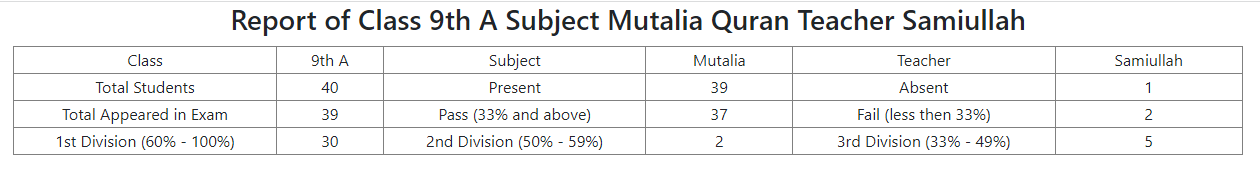 Report of Class 9th A Subject Mutalia Quran Teacher Samiullah
Class 9th A Subject Mutalia Teacher Samiullah
Total Students 40 Present 39 Absent 1
Total Appeared in Exam 39 Pass (33% and above) 37 Fail (less then 33%) 2
1st Division (60% - 100%) 30 2nd Division (50% - 59%) 2 3rd Division (33% - 49%) 5